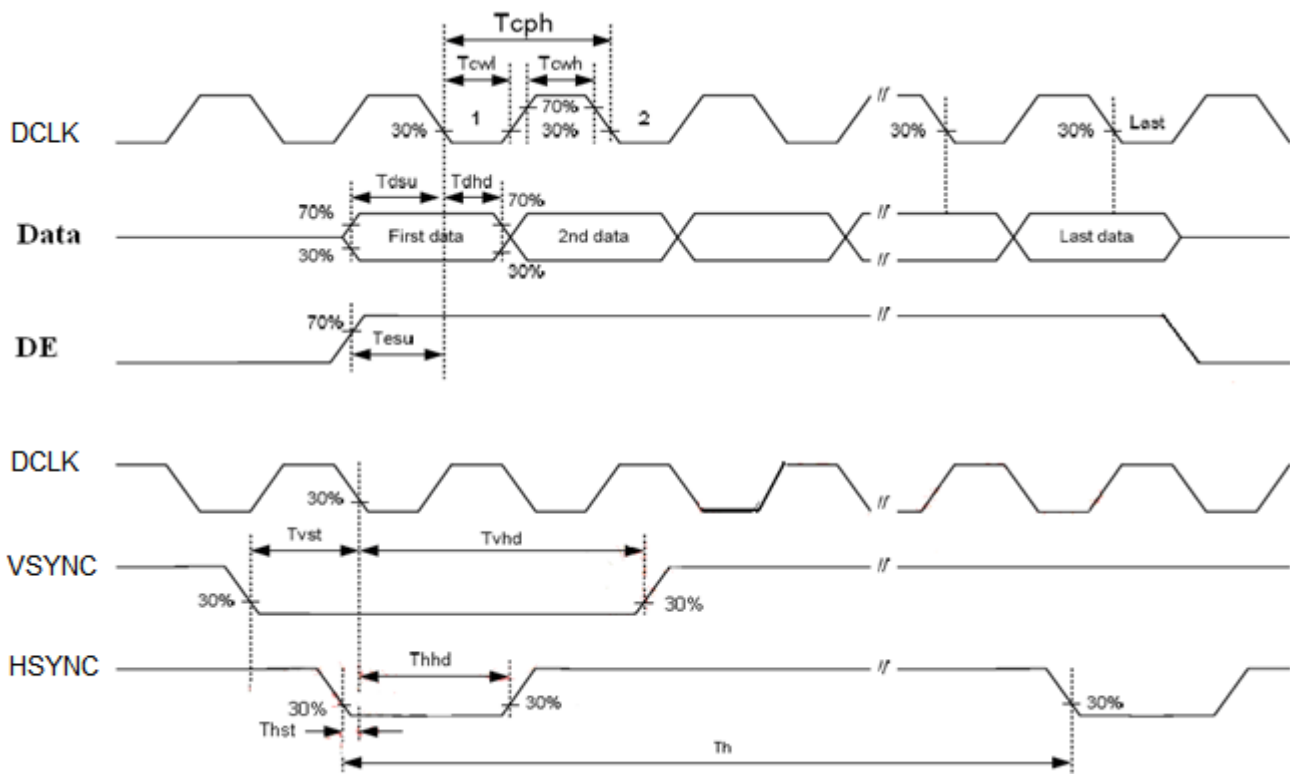 Tcph
Tcwl Tcwh
DCLK 30% 1 70% 30% 2 // 30% 30% Last
Tdsu Tdhd
70% 70%
Data First data 2nd data // Last data
30% 30%
70%
DE Tesu //
DCLK 30% //
Tvst Tvhd
VSYNC //
30% 30%
HSYNC Thhd //
30% 30% 30%
Thst
Th